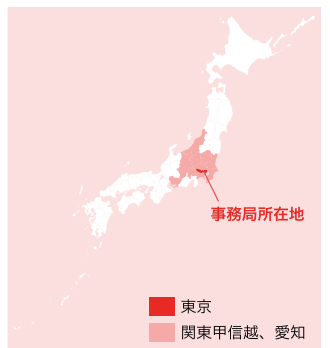 事務局所在地
東京
関東甲信越、愛知